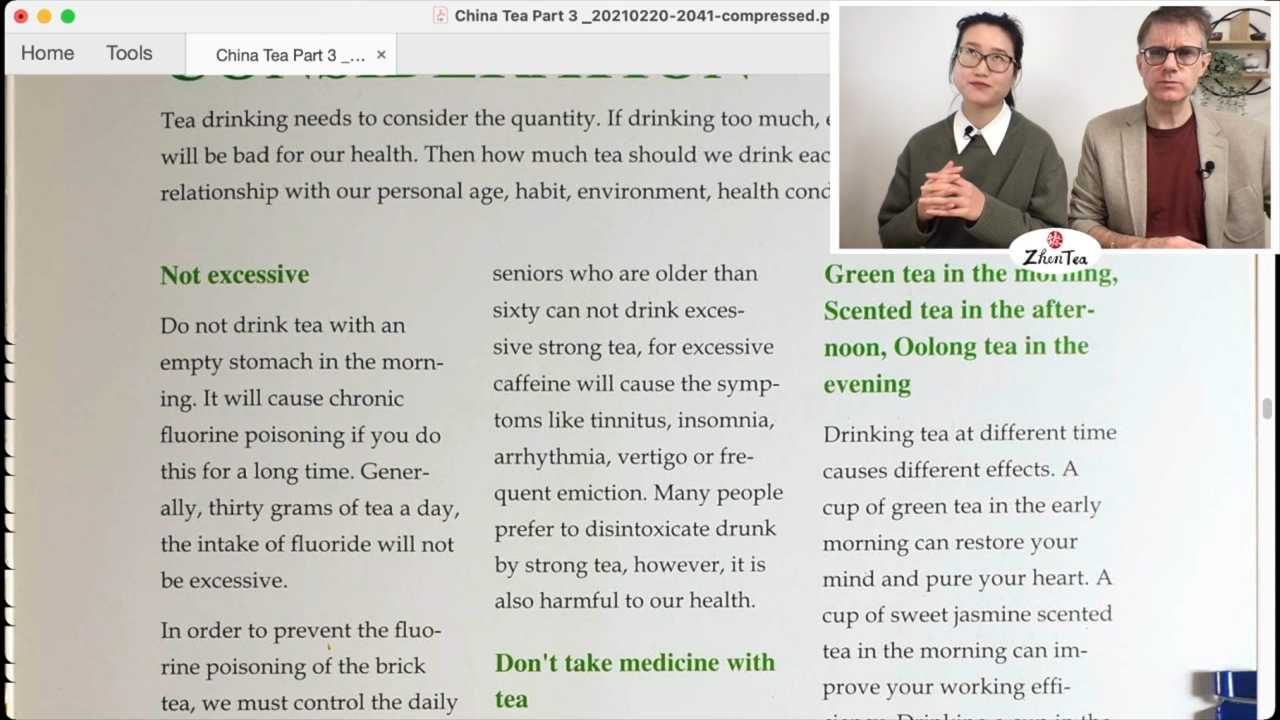 China Tea Part 3 _20210220-2041-compressed.p
Home
Tools
China Tea Part 3 _...
Tea drinking needs to consider the quantity. If drinking too much,
will be bad for our health. Then how much tea should we drink
relationship with our personal age, habit, environment, health
Not excessive
Do not drink tea with an
empty stomach in the morn-
ing. It will cause chronic
fluorine poisoning if you do
this for a long time. Gener-
ally, thirty grams of tea a day,
the intake of fluoride will not
be excessive.
In order to prevent the fluo-
rine poisoning of the brick
tea, we must control the daily
seniors who are older than
sixty can not drink exces-
sive strong tea, for excessive
caffeine will cause the symp-
toms like tinnitus, insomnia,
arrhythmia, vertigo or fre-
quent emiction. Many people
prefer to disintoxicate drunk
by strong tea, however, it is
also harmful to our health.
Don't take medicine with
tea
Green tea in the morning,
Scented tea in the after-
noon, Oolong tea in the
evening
Drinking tea at different time
causes different effects. A
cup of green tea in the early
morning can restore your
mind and pure your heart. A
cup of sweet jasmine scented
tea in the morning can im-
prove your working effi-
ZhenTea